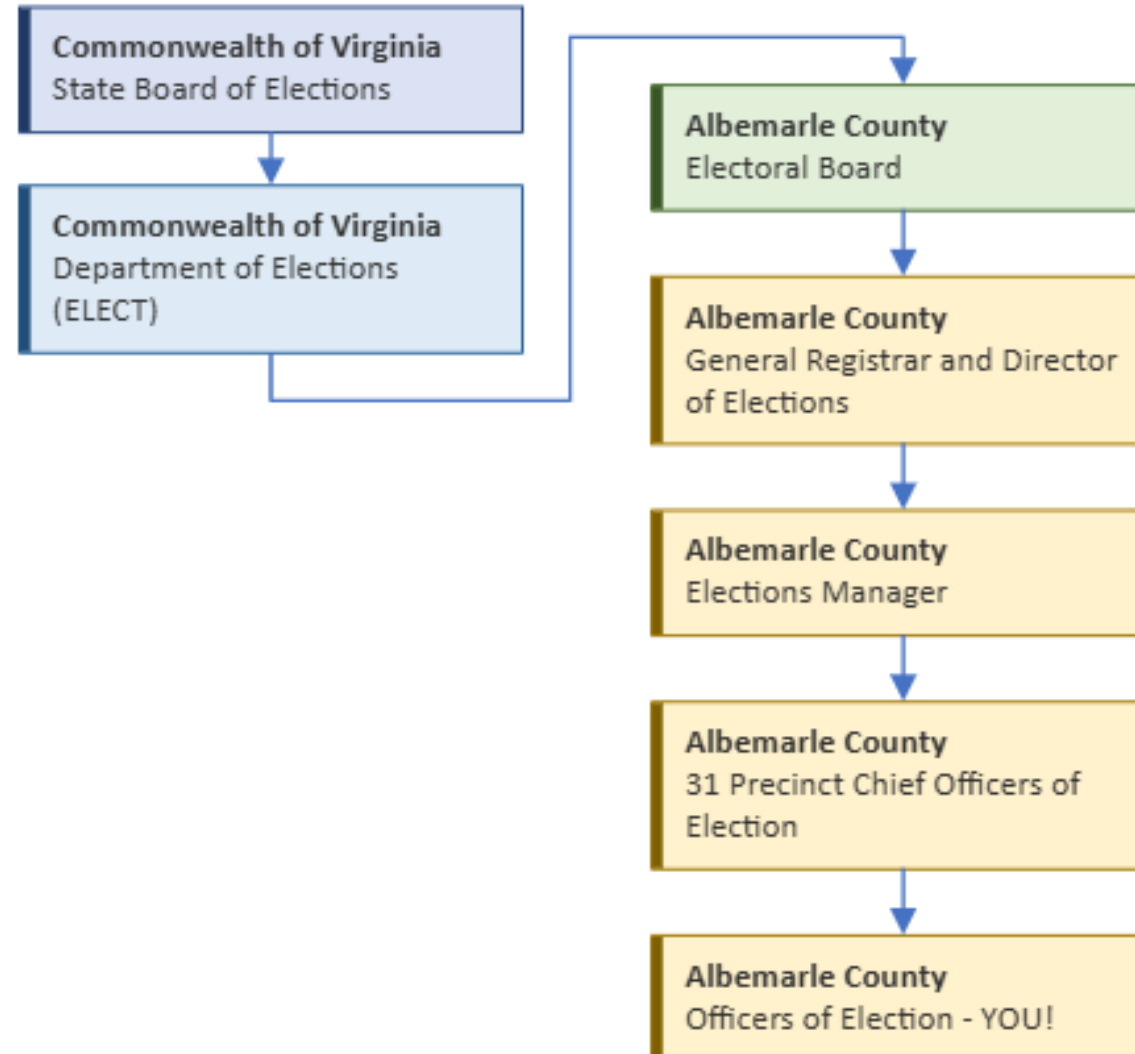 Commonwealth of Virginia
State Board of Elections
Commonwealth of Virginia
Department of Elections
(ELECT)
Albemarle County
Electoral Board
Albemarle County
General Registrar and Director
of Elections
Albemarle County
Elections Manager
Albemarle County
31 Precinct Chief Officers of
Election
Albemarle County
Officers of Election - YOU!